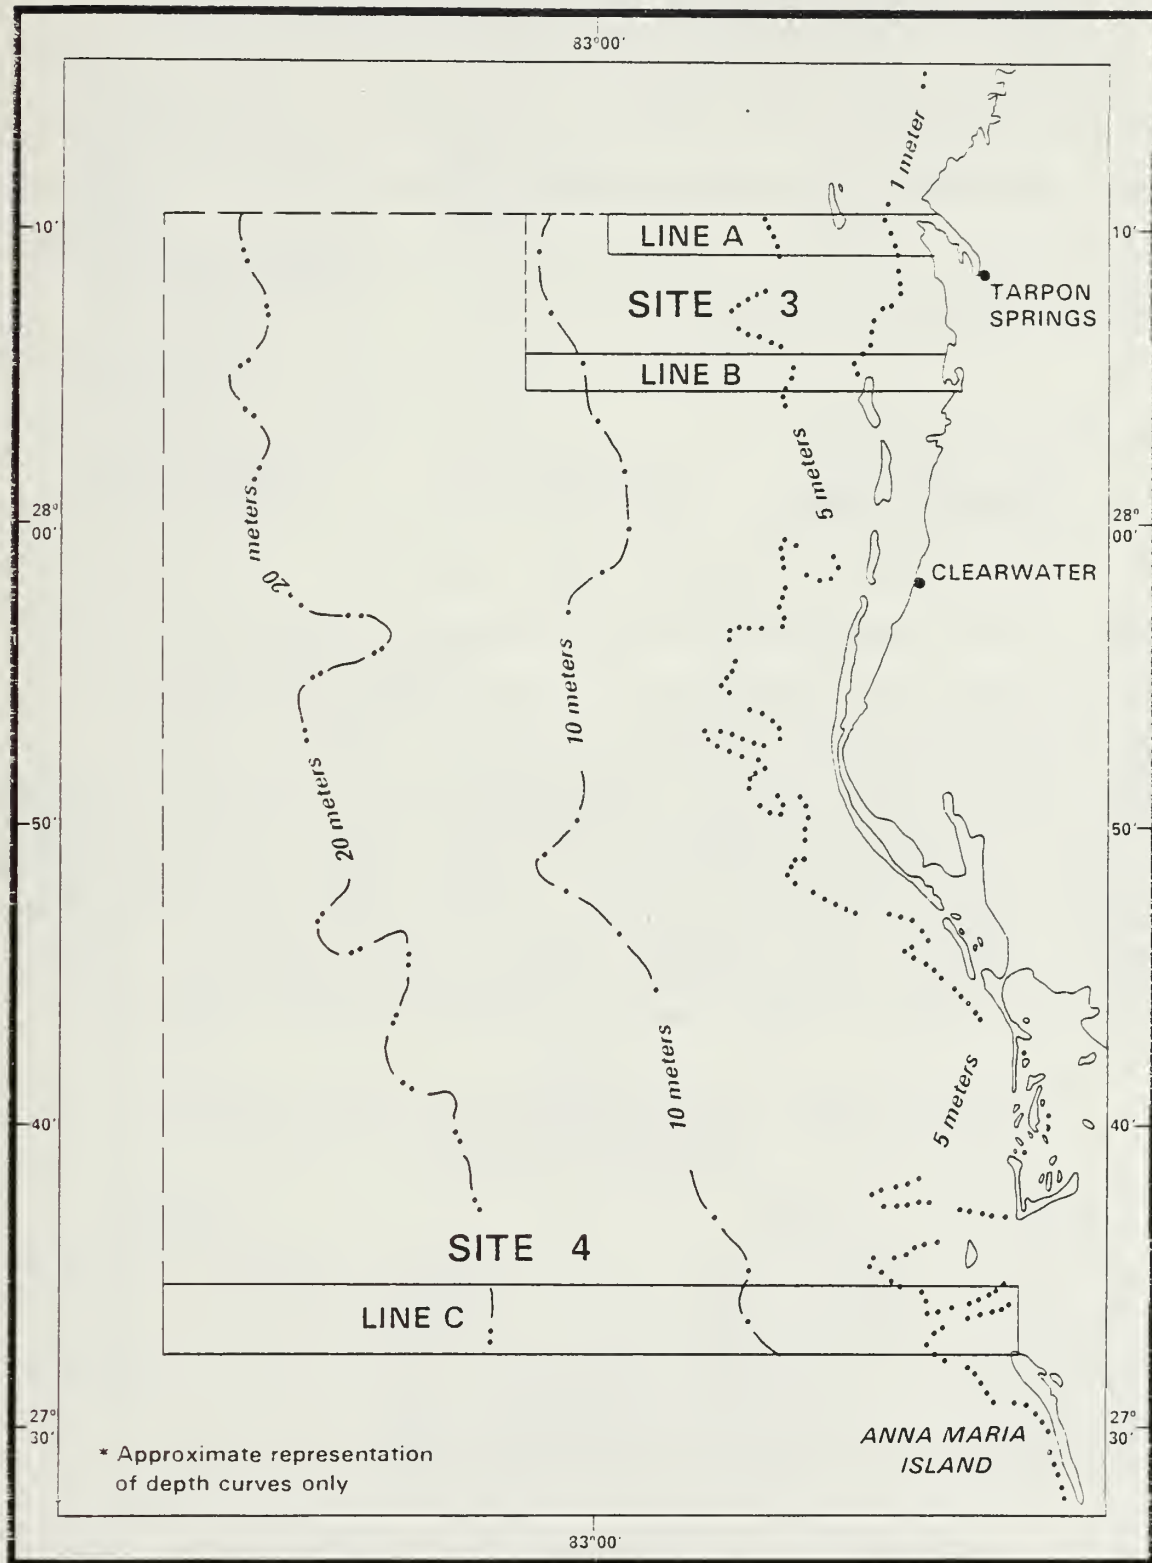 83°00'
1 meter
10'
10'
LINE A
TARPON
SPRINGS
SITE 3
LINE B
5 meters
20 meters
28°
00'
28°
00'
CLEARWATER
10 meters
20 meters
50'
50'
10 meters
5 meters
40'
40'
SITE 4
LINE C
27°
30'
27°
30'
ANNA MARIA
ISLAND
* Approximate representation
of depth curves only
83°00'